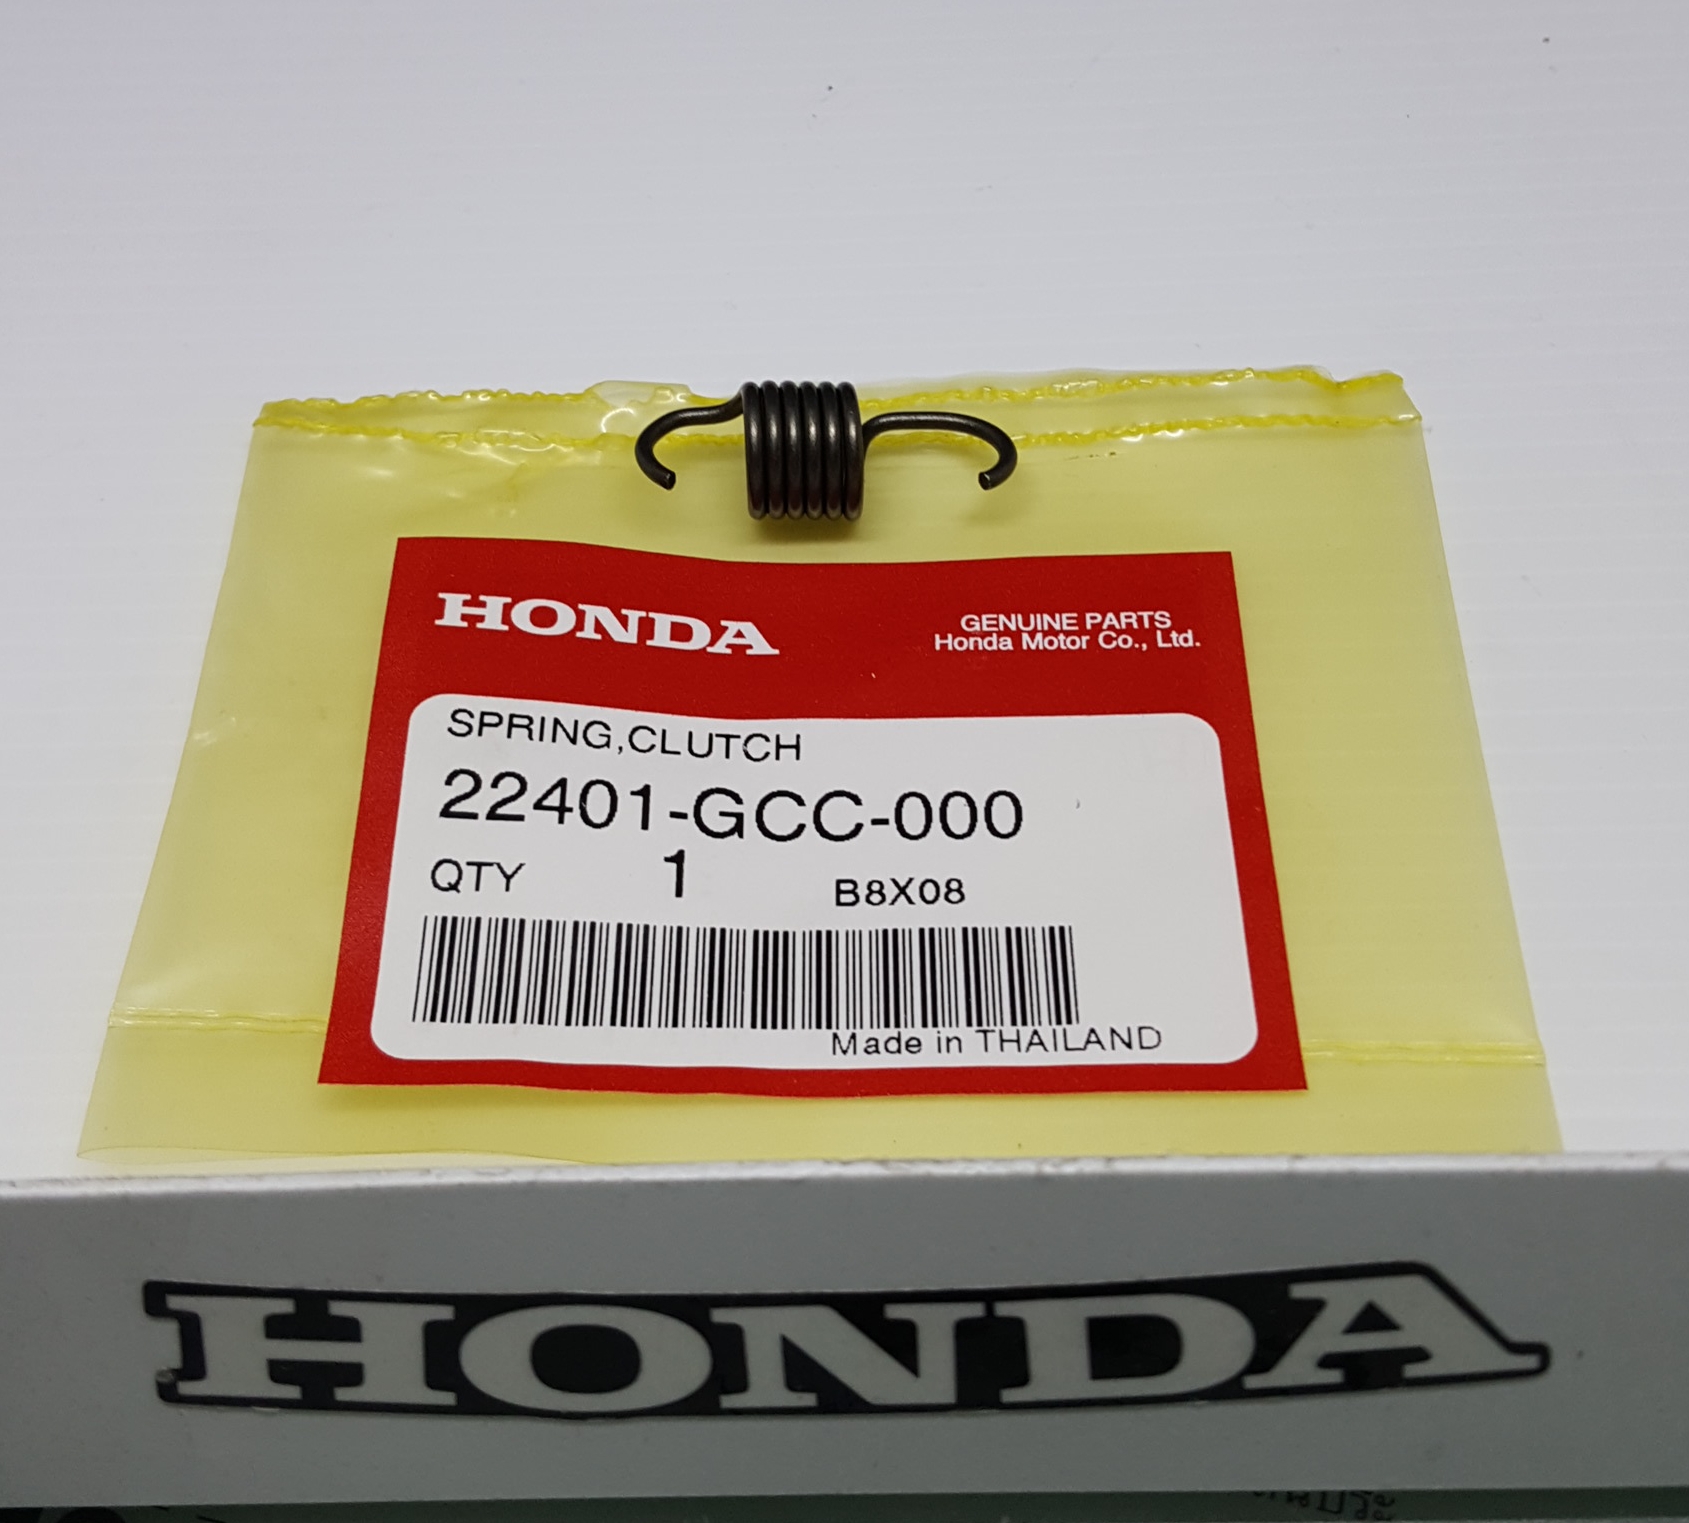 HONDA
GENUINE PARTS
Honda Motor Co., Ltd.
SPRING,CLUTCH
22401-GCC-000
QTY 1 B8X08
Made in THAILAND
HONDA